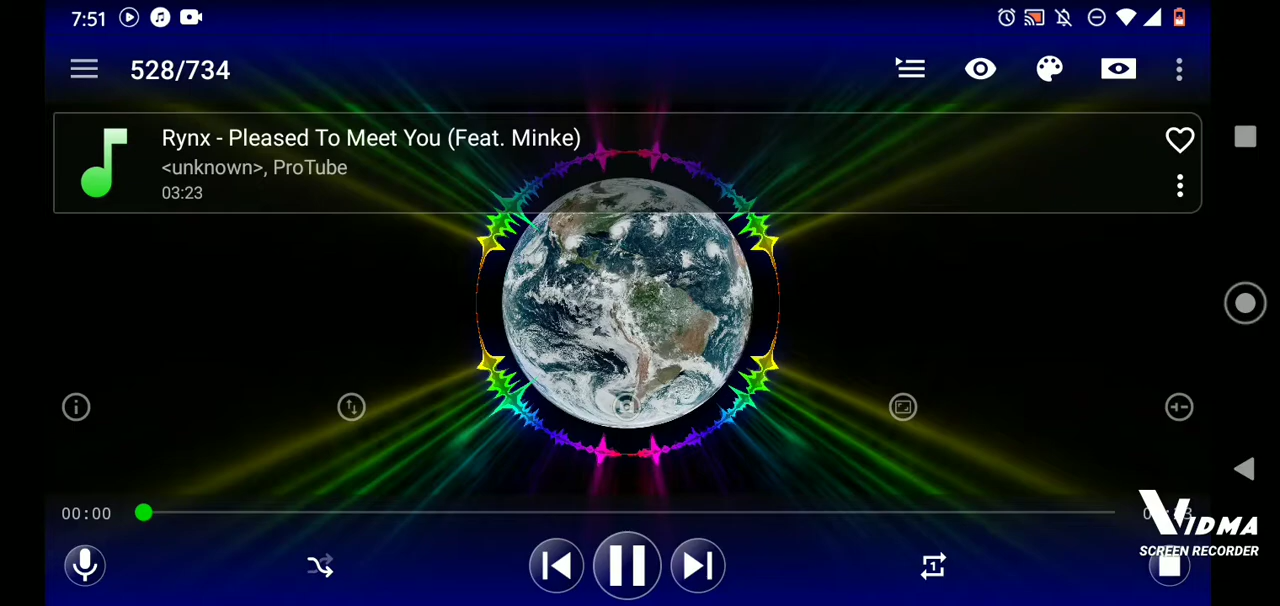 7:51
528/734
Rynx - Pleased To Meet You (Feat. Minke)
<unknown>, ProTube
03:23
00:00
1
VIDMA
SCREEN RECORDER